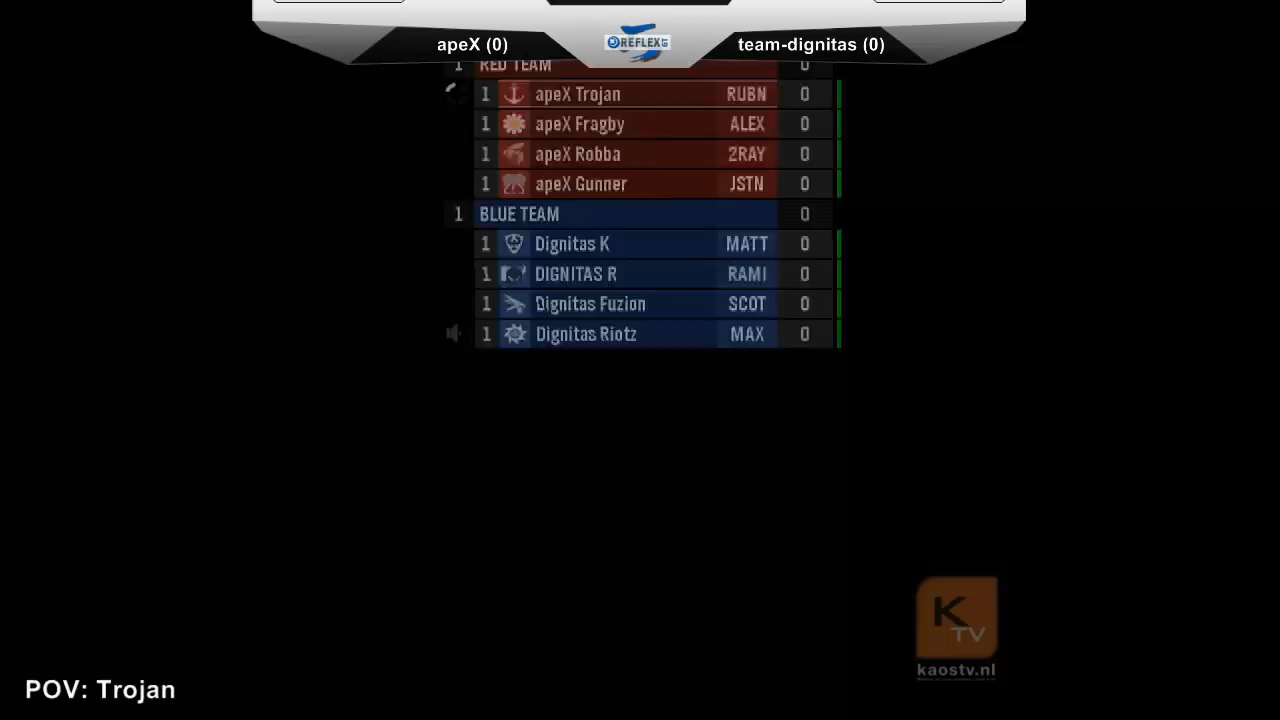 apeX (0)
REFLEX
team-dignitas (0)
1 RED TEAM 0
1 apeX Trojan RUBN 0
1 apeX Fragby ALEX 0
1 apeX Robba 2RAY 0
1 apeX Gunner JSTN 0
1 BLUE TEAM 0
1 Dignitas K MATT 0
1 DIGNITAS R RAMI 0
1 Dignitas Fuzion SCOT 0
1 Dignitas Riotz MAX 0
K TV
kaostv.nl
POV: Trojan